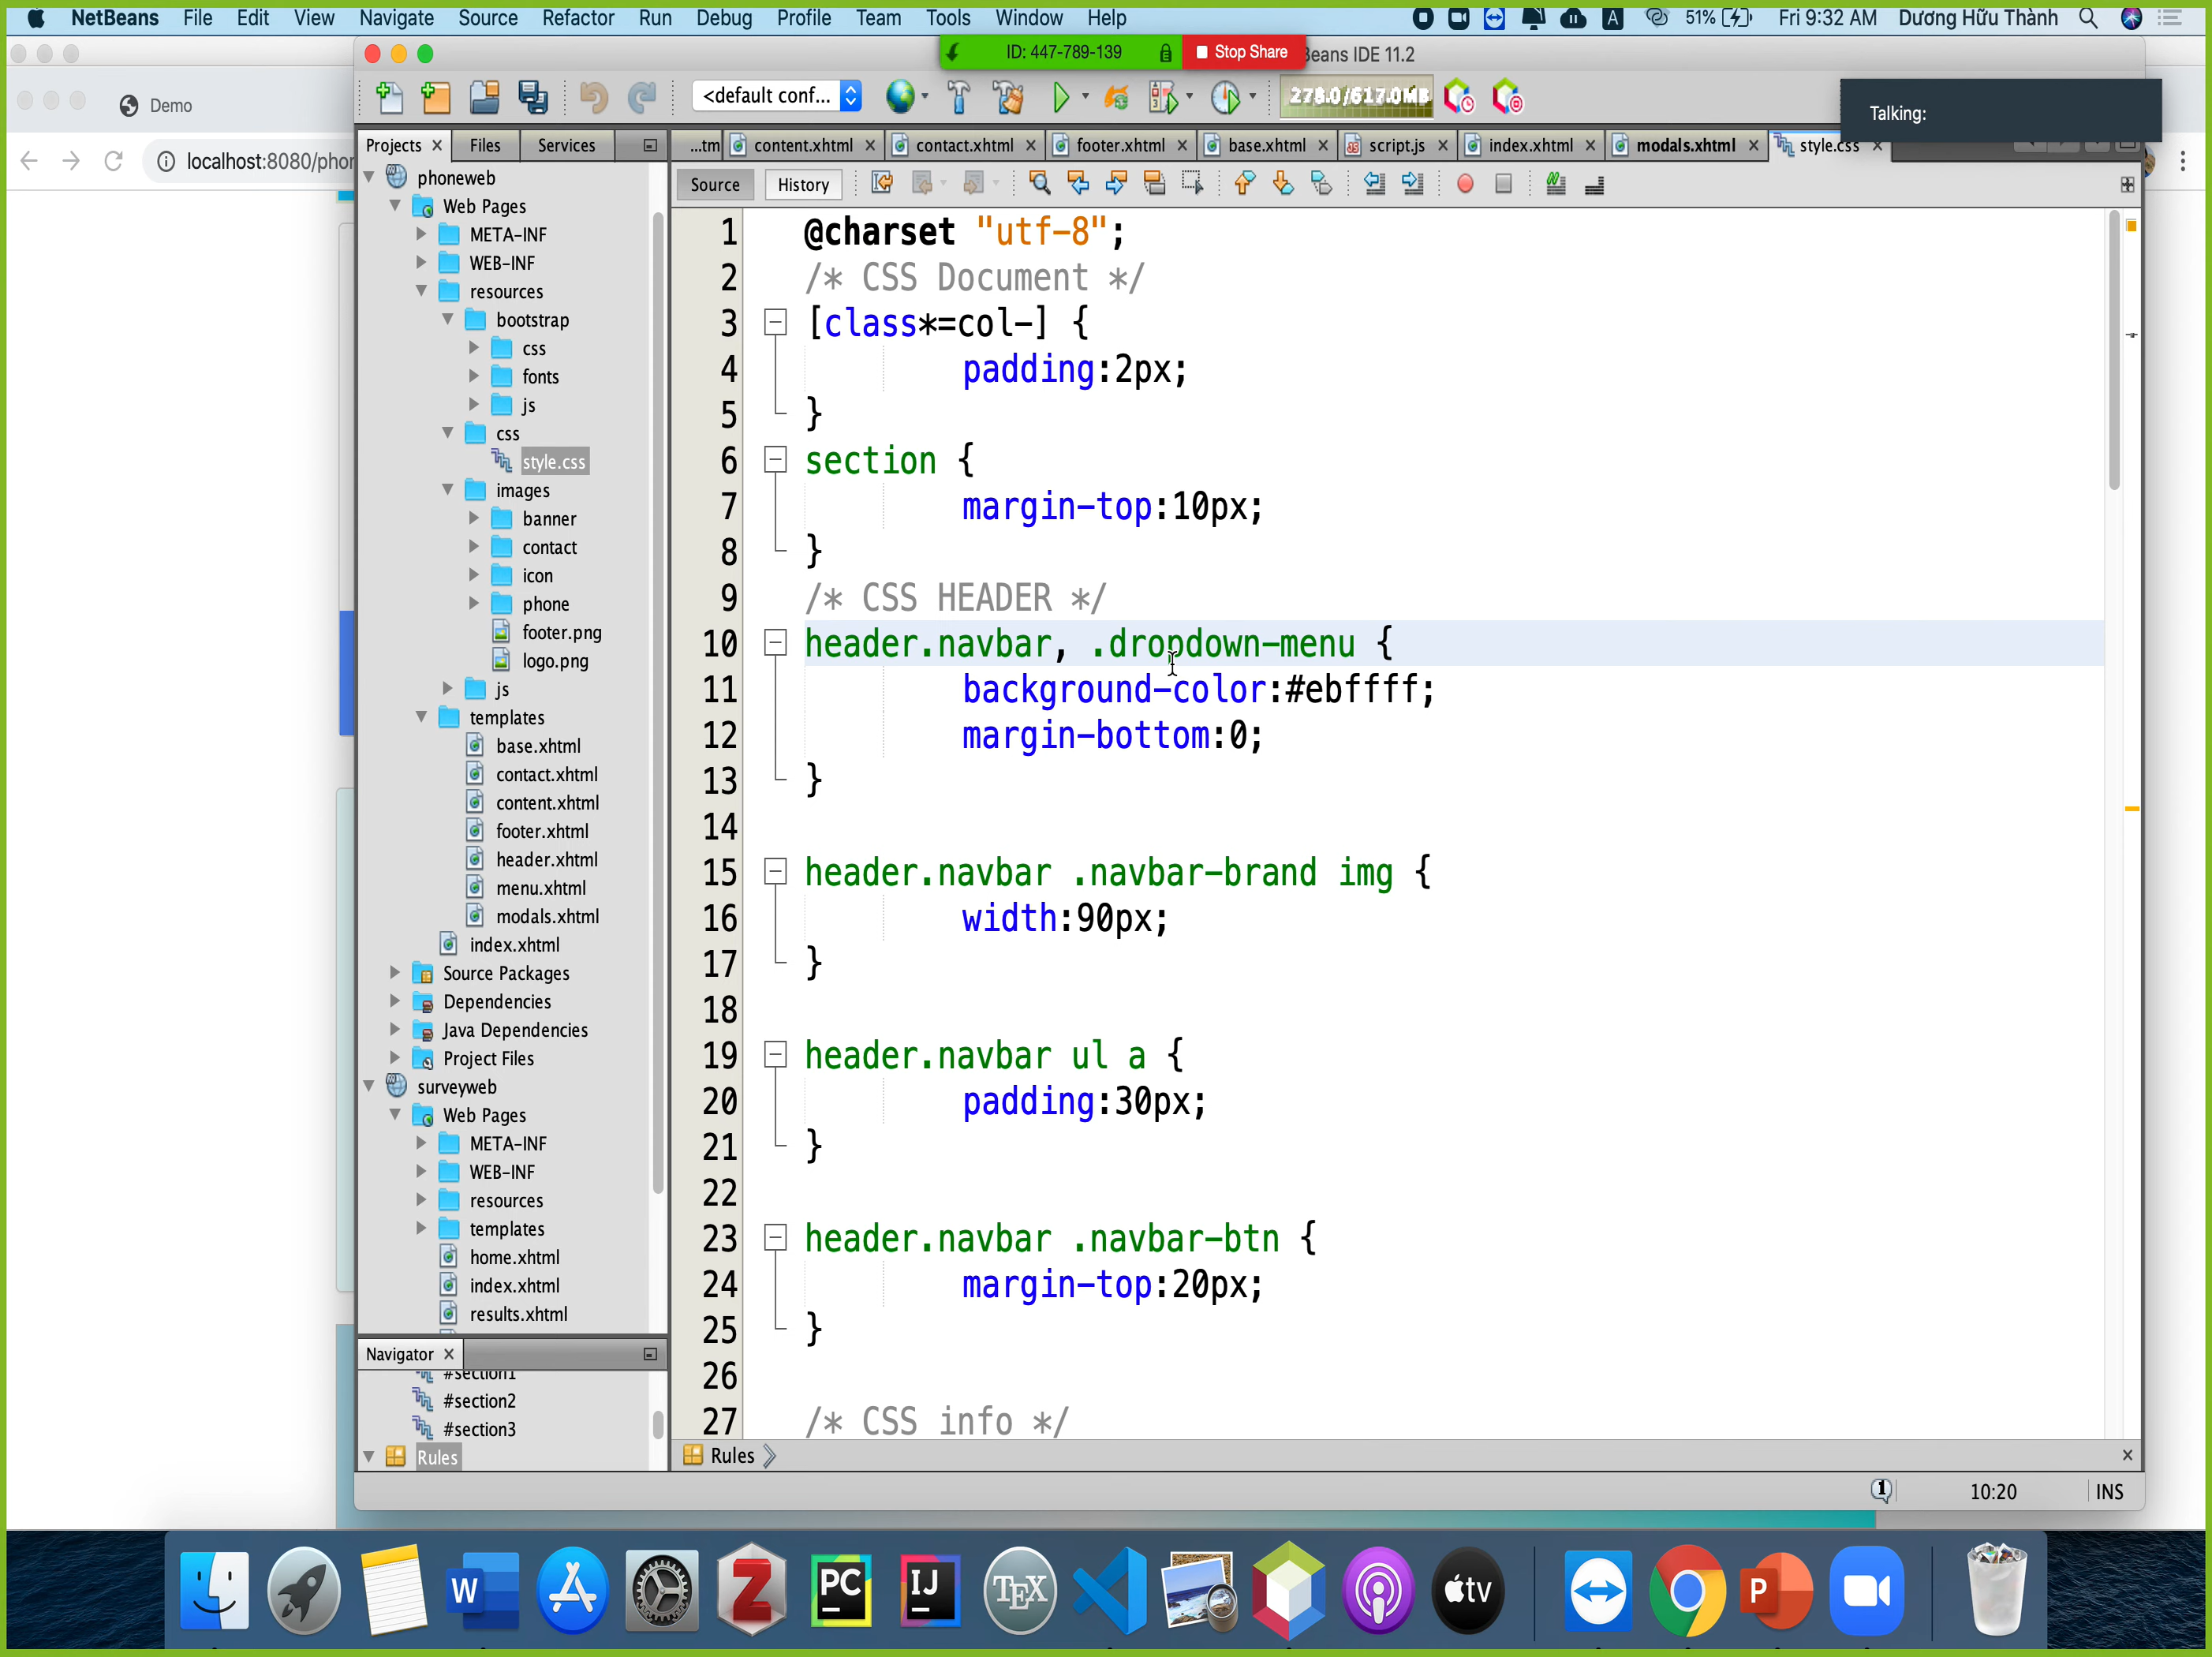 NetBeans File Edit View Navigate Source Refactor Run Debug Profile Team Tools Window Help 51% Fri 9:32 AM Dương Hữu Thành
ID: 447-789-139 Stop Share Beans IDE 11.2
Demo
<default conf... 278.0/617.0MB
Talking:
localhost:8080/phor
Projects Files Services
...tm content.xhtml contact.xhtml footer.xhtml base.xhtml script.js index.xhtml modals.xhtml style.css
Source History
phoneweb
Web Pages
META-INF
WEB-INF
resources
bootstrap
css
fonts
js
css
style.css
images
banner
contact
icon
phone
footer.png
logo.png
js
templates
base.xhtml
contact.xhtml
content.xhtml
footer.xhtml
header.xhtml
menu.xhtml
modals.xhtml
index.xhtml
Source Packages
Dependencies
Java Dependencies
Project Files
surveyweb
Web Pages
META-INF
WEB-INF
resources
templates
home.xhtml
index.xhtml
results.xhtml
Navigator
#section1
#section2
#section3
Rules
1 @charset "utf-8";
2 /* CSS Document */
3 [class*=col-] {
4 padding:2px;
5 }
6 section {
7 margin-top:10px;
8 }
9 /* CSS HEADER */
10 header.navbar, .dropdown-menu {
11 background-color:#ebffff;
12 margin-bottom:0;
13 }
14
15 header.navbar .navbar-brand img {
16 width:90px;
17 }
18
19 header.navbar ul a {
20 padding:30px;
21 }
22
23 header.navbar .navbar-btn {
24 margin-top:20px;
25 }
26
27 /* CSS info */
Rules
1 10:20 INS
W Z PC IJ TEX tv P